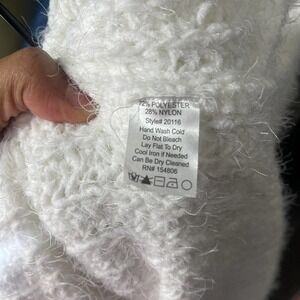 72% POLYESTER
28% NYLON
Style# 20116
Hand Wash Cold
Do Not Bleach
Lay Flat To Dry
Cool Iron If Needed
Can Be Dry Cleaned
RN# 154806